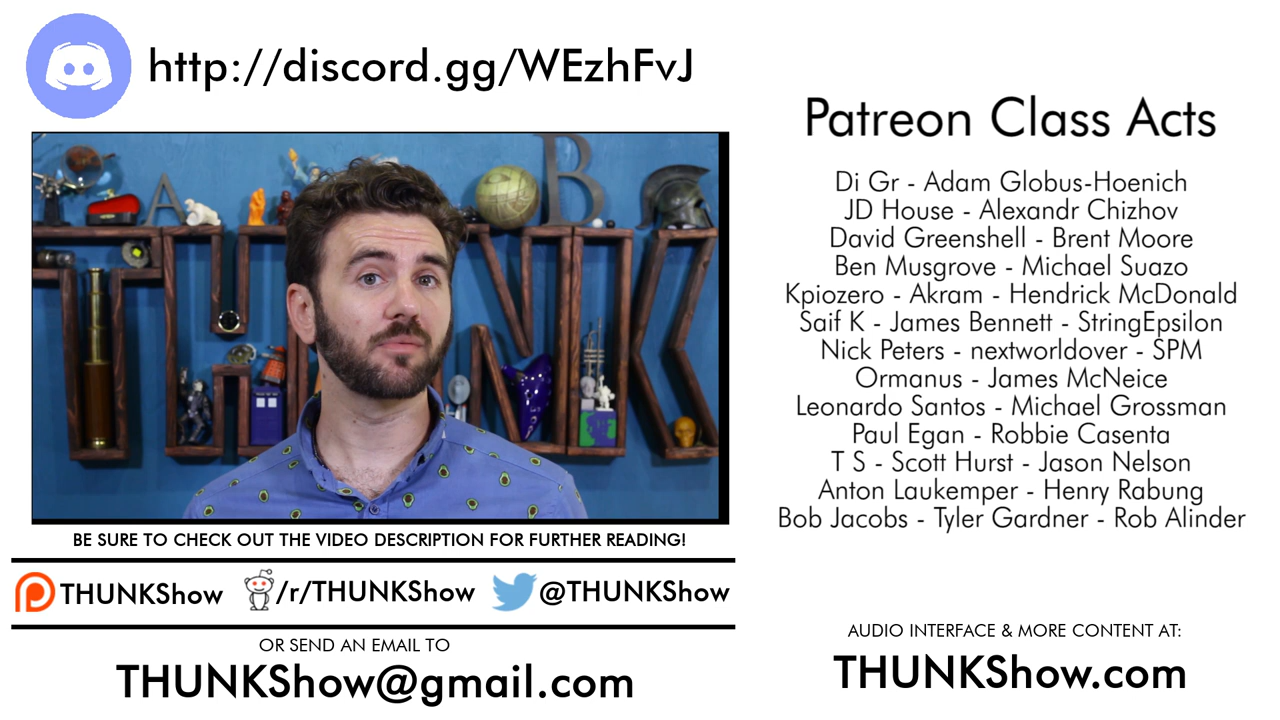 http://discord.gg/WEzhFvJ
A
B
THUNK
BE SURE TO CHECK OUT THE VIDEO DESCRIPTION FOR FURTHER READING!
THUNKShow /r/THUNKShow @THUNKShow
OR SEND AN EMAIL TO
THUNKShow@gmail.com
Patreon Class Acts
Di Gr - Adam Globus-Hoenich
JD House - Alexandr Chizhov
David Greenshell - Brent Moore
Ben Musgrove - Michael Suazo
Kpiozero - Akram - Hendrick McDonald
Saif K - James Bennett - StringEpsilon
Nick Peters - nextworldover - SPM
Ormanus - James McNeice
Leonardo Santos - Michael Grossman
Paul Egan - Robbie Casenta
T S - Scott Hurst - Jason Nelson
Anton Laukemper - Henry Rabung
Bob Jacobs - Tyler Gardner - Rob Alinder
AUDIO INTERFACE & MORE CONTENT AT:
THUNKShow.com